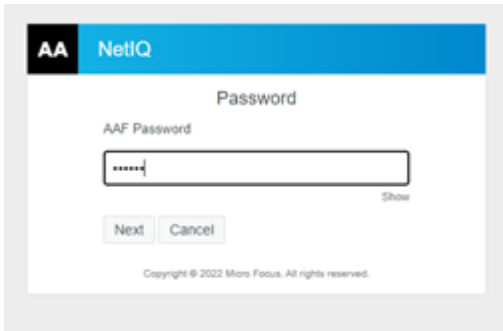 AA NetIQ
Password
AAF Password
••••••
Show
Next Cancel
Copyright © 2022 Micro Focus. All rights reserved.